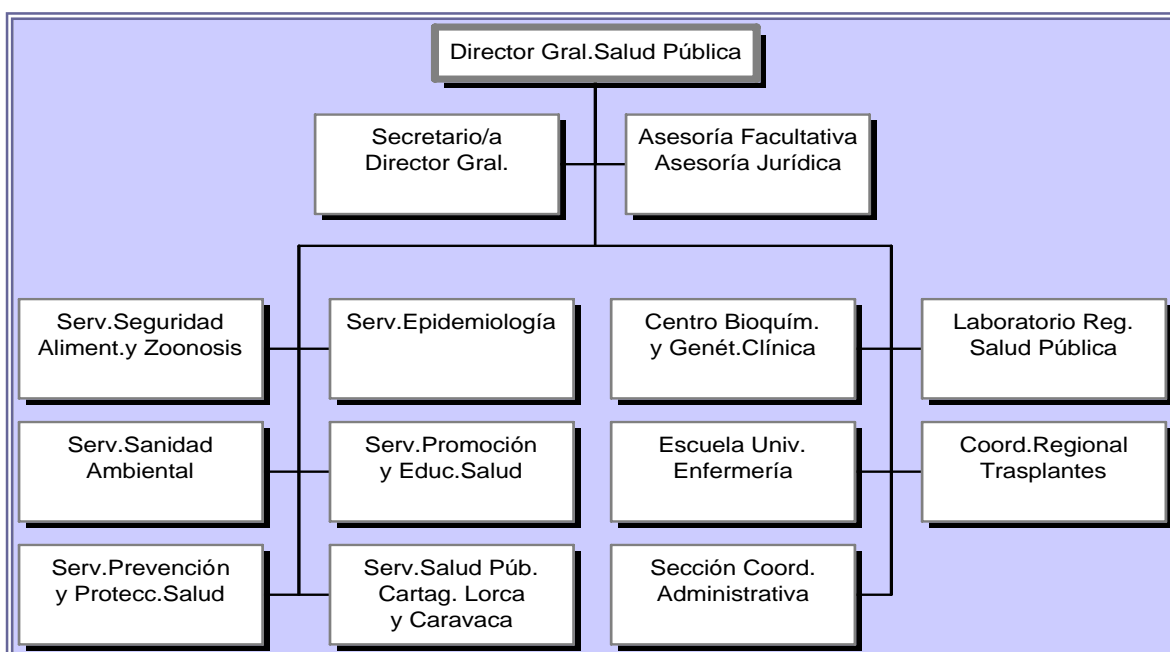 Director Gral.Salud Pública
Secretario/a
Director Gral.
Asesoría Facultativa
Asesoría Jurídica
Serv.Seguridad
Aliment.y Zoonosis
Serv.Epidemiología
Centro Bioquím.
y Genét.Clínica
Laboratorio Reg.
Salud Pública
Serv.Sanidad
Ambiental
Serv.Promoción
y Educ.Salud
Escuela Univ.
Enfermería
Coord.Regional
Trasplantes
Serv.Prevención
y Protecc.Salud
Serv.Salud Púb.
Cartag. Lorca
y Caravaca
Sección Coord.
Administrativa